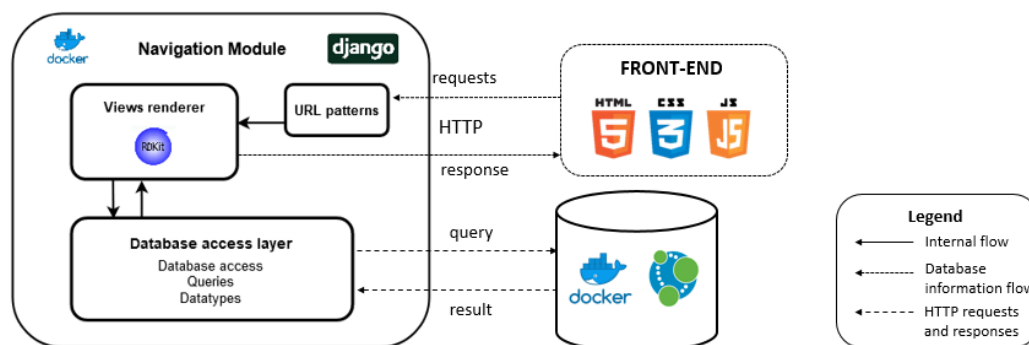 docker
Navigation Module
django
Views renderer
RDKit
URL patterns
requests
HTTP
response
FRONT-END
HTML
5
CSS
3
JS
JS
Database access layer
Database access
Queries
Datatypes
query
result
docker
Legend
Internal flow
Database
information flow
HTTP requests
and responses